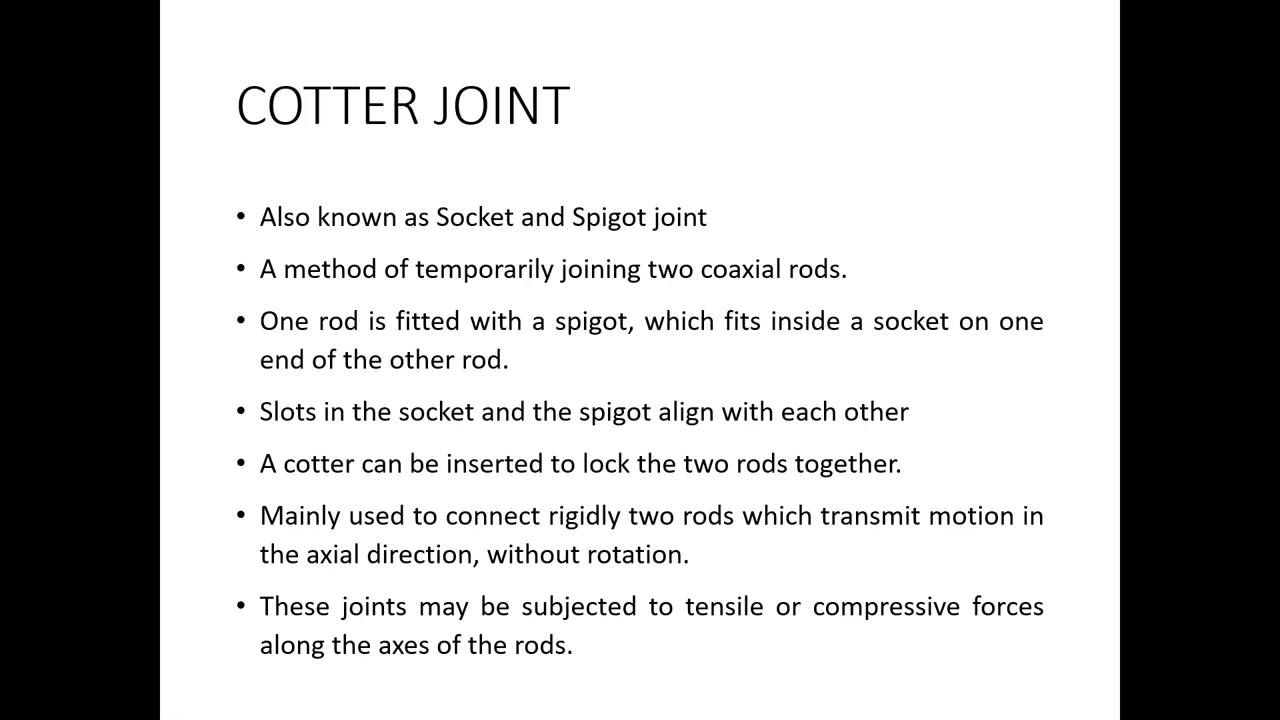 COTTER JOINT
• Also known as Socket and Spigot joint
• A method of temporarily joining two coaxial rods.
• One rod is fitted with a spigot, which fits inside a socket on one
end of the other rod.
• Slots in the socket and the spigot align with each other
• A cotter can be inserted to lock the two rods together.
• Mainly used to connect rigidly two rods which transmit motion in
the axial direction, without rotation.
• These joints may be subjected to tensile or compressive forces
along the axes of the rods.